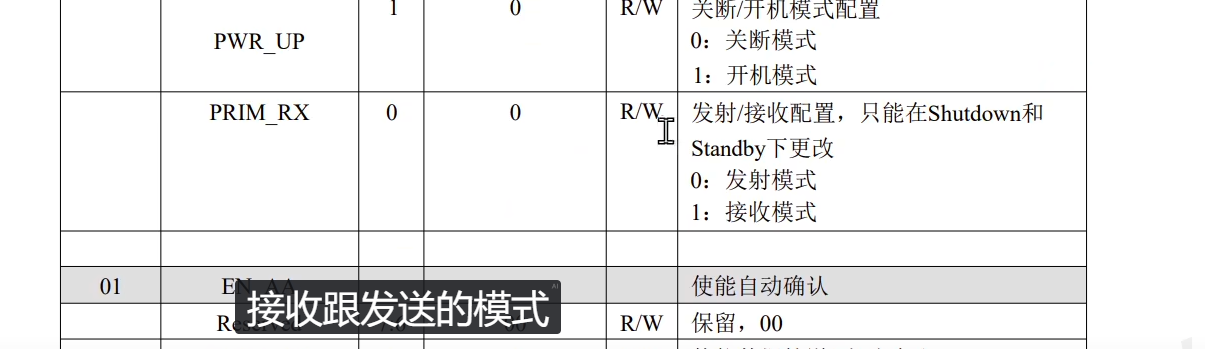 1 0 R/W 关断/开机模式配置
PWR_UP 0：关断模式
1：开机模式
PRIM_RX 0 0 R/W 发射/接收配置，只能在Shutdown和
Standby下更改
0：发射模式
1：接收模式
01 EN_AA 使能自动确认
接收跟发送的模式
Reserved R/W 保留，00